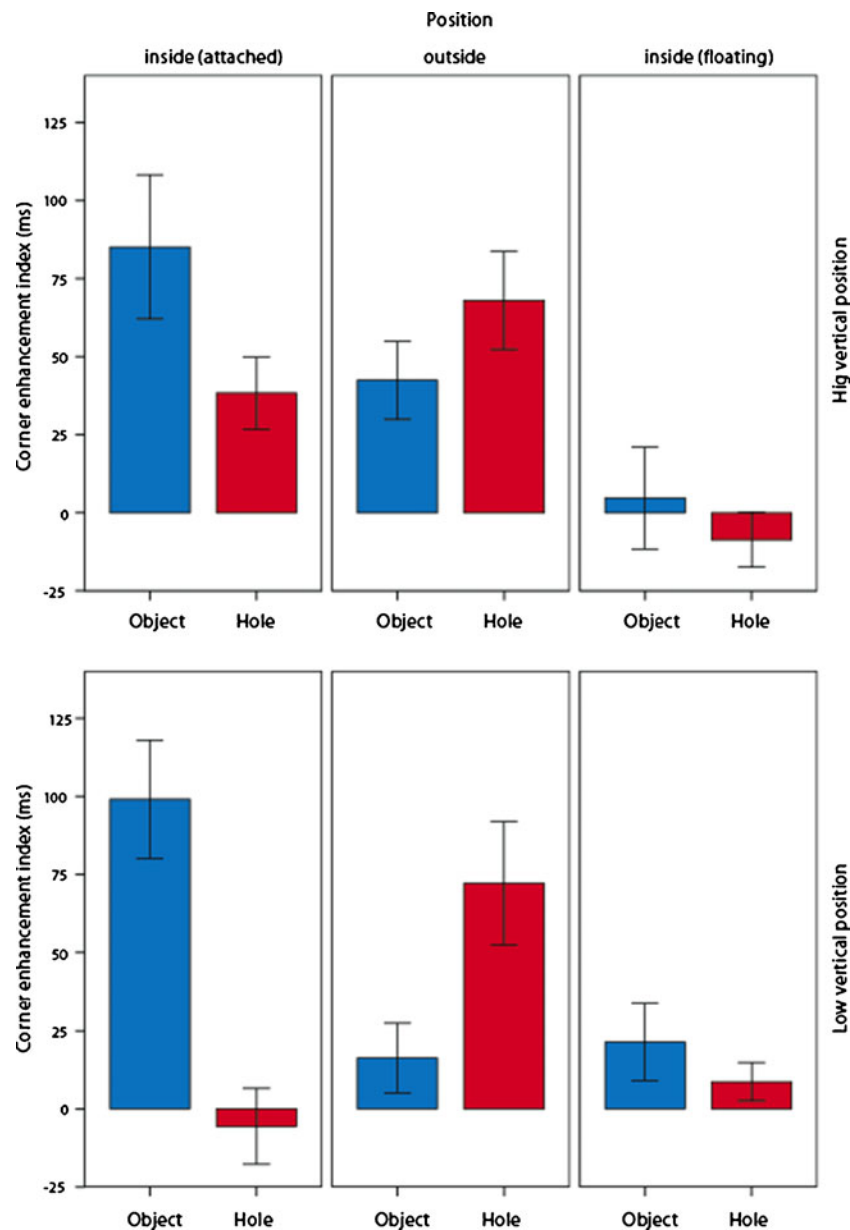 Position
inside (attached) outside inside (floating)
125
100
75
50
25
0
-25
Corner enhancement index (ms)
Hig vertical position
Object Hole Object Hole Object Hole
125
100
75
50
25
0
-25
Corner enhancement index (ms)
Low vertical position
Object Hole Object Hole Object Hole